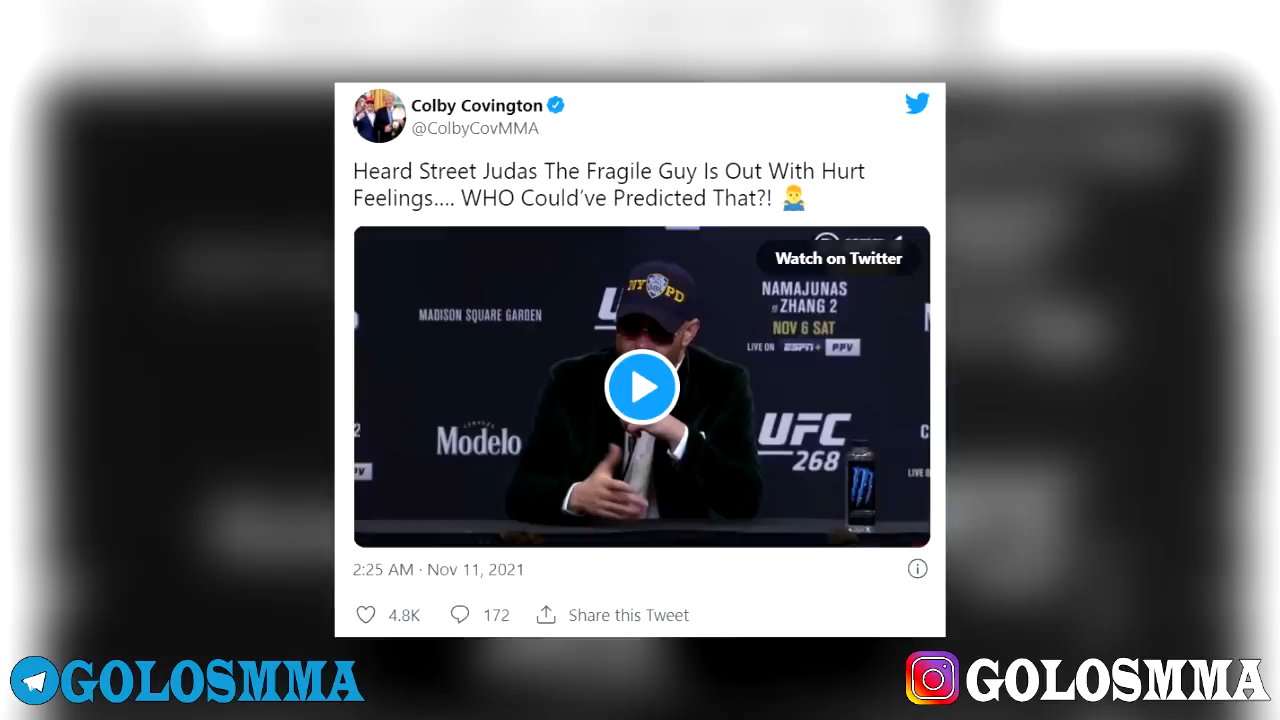 Colby Covington
@ColbyCovMMA
Heard Street Judas The Fragile Guy Is Out With Hurt
Feelings.... WHO Could've Predicted That?!
Watch on Twitter
NYPD
MADISON SQUARE GARDEN
NAMAJUNAS
ZHANG 2
NOV 6 SAT
LIVE ON ESPN+ PPV
CERVEZA
Modelo
UFC
268
2:25 AM · Nov 11, 2021
4.8K 172 Share this Tweet
GOLOSMMA GOLOSMMA